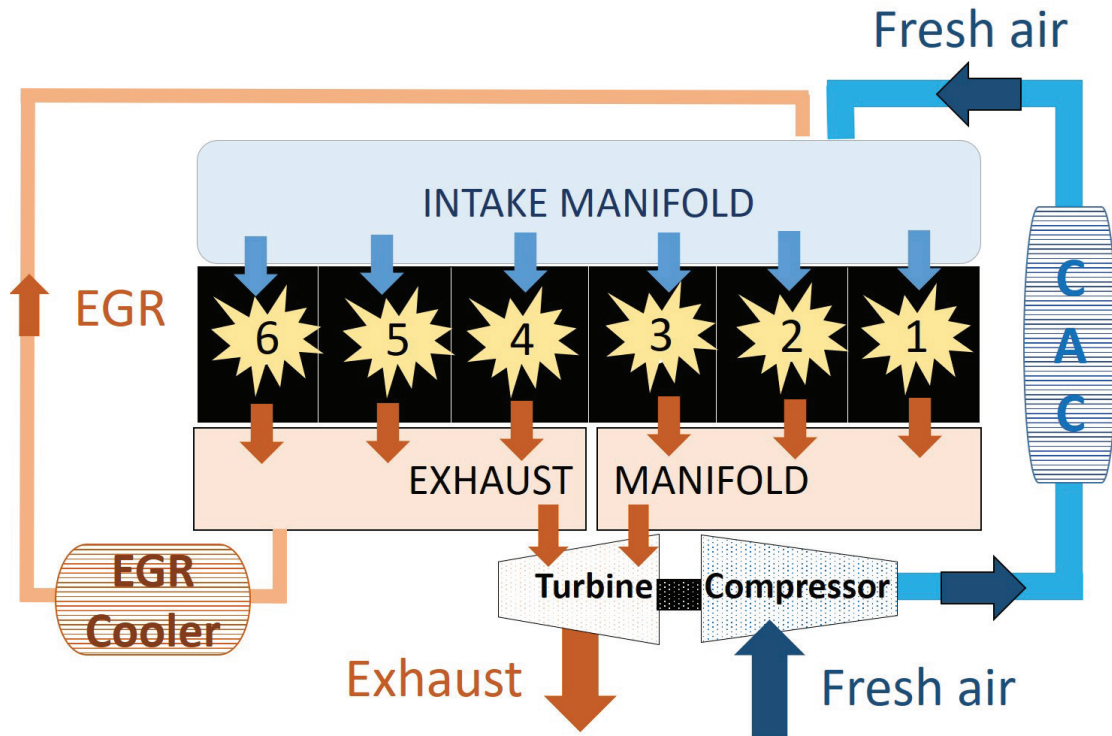 Fresh air
INTAKE MANIFOLD
EGR
6 5 4 3 2 1
C
A
C
EXHAUST MANIFOLD
EGR
Cooler
Turbine Compressor
Exhaust
Fresh air